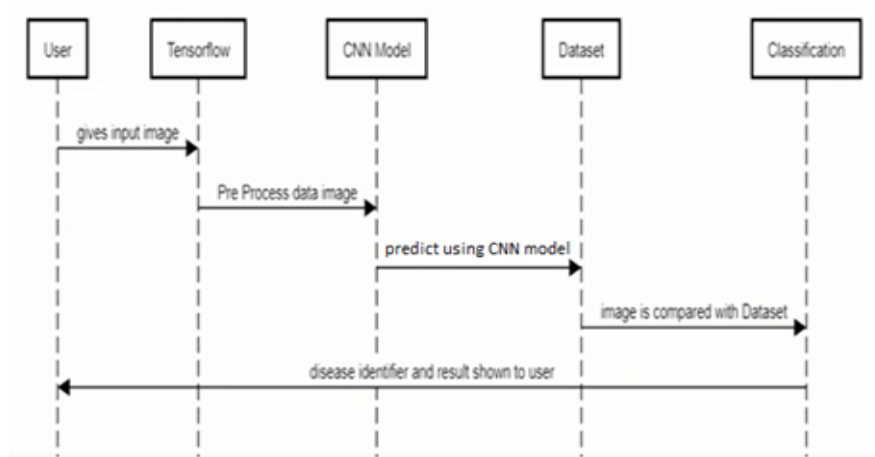 User
Tensorflow
CNN Model
Dataset
Classification
gives input image
Pre Process data image
predict using CNN model
image is compared with Dataset
disease identifier and result shown to user